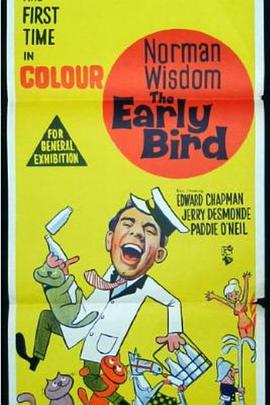 FIRST
TIME
IN
COLOUR
Norman
Wisdom
The
Early
Bird
FOR
GENERAL
EXHIBITION
EDWARD CHAPMAN
JERRY DESMONDE
PADDIE O'NEIL